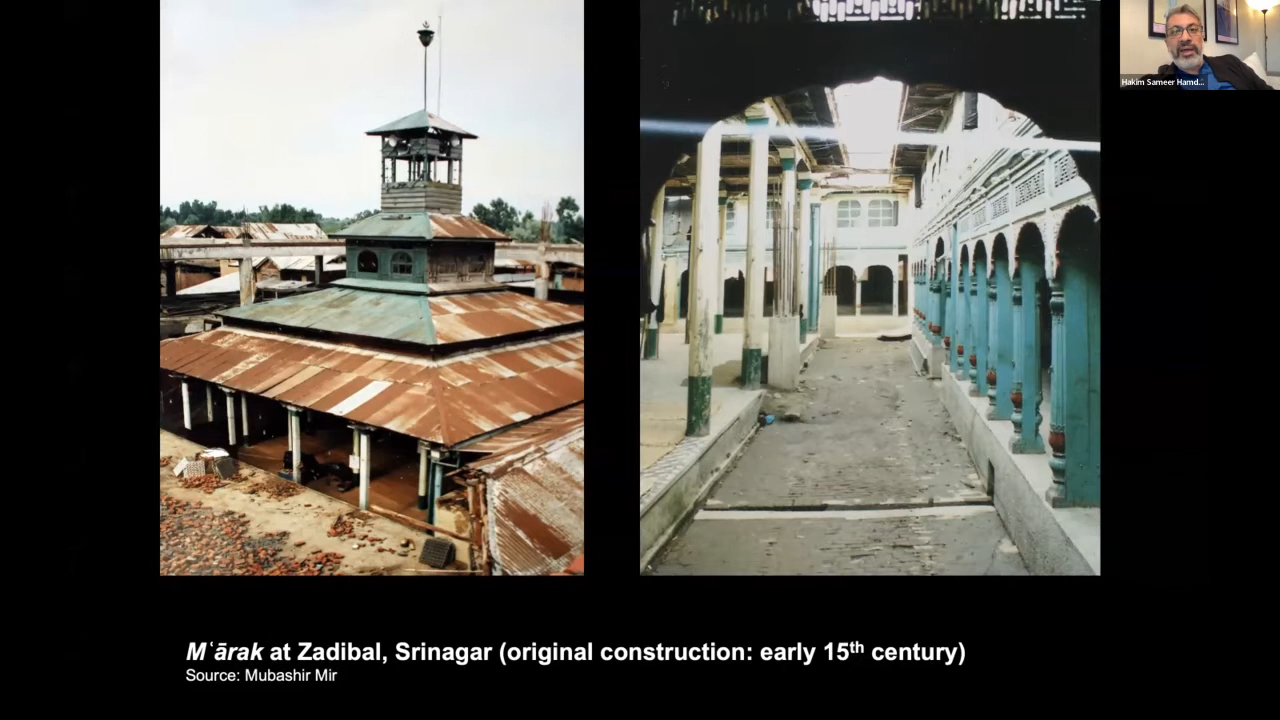 Hakim Sameer Hamd...
Mʿārak at Zadibal, Srinagar (original construction: early 15th century)
Source: Mubashir Mir